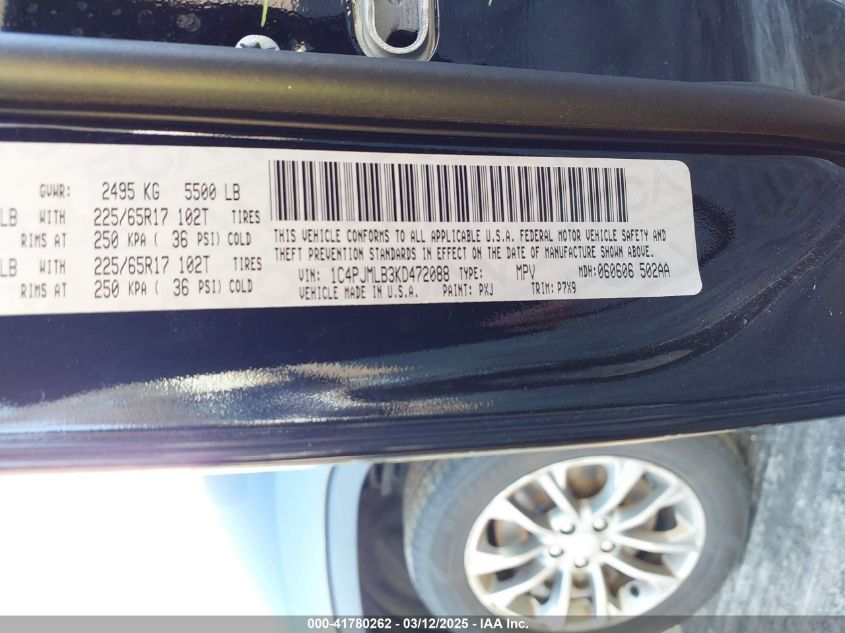 GVWR: 2495 KG 5500 LB
LB WITH 225/65R17 102T TIRES
RIMS AT 250 KPA ( 36 PSI) COLD
LB WITH 225/65R17 102T TIRES
RIMS AT 250 KPA ( 36 PSI) COLD
THIS VEHICLE CONFORMS TO ALL APPLICABLE U.S.A. FEDERAL MOTOR VEHICLE SAFETY AND
THEFT PREVENTION STANDARDS IN EFFECT ON THE DATE OF MANUFACTURE SHOWN ABOVE.
VIN: 1C4PJMLB3KD472088 TYPE: MPV MDH: 060606 502AA
VEHICLE MADE IN U.S.A. PAINT: PXJ TRIM: P7X9
000-41780262 - 03/12/2025 - IAA Inc.